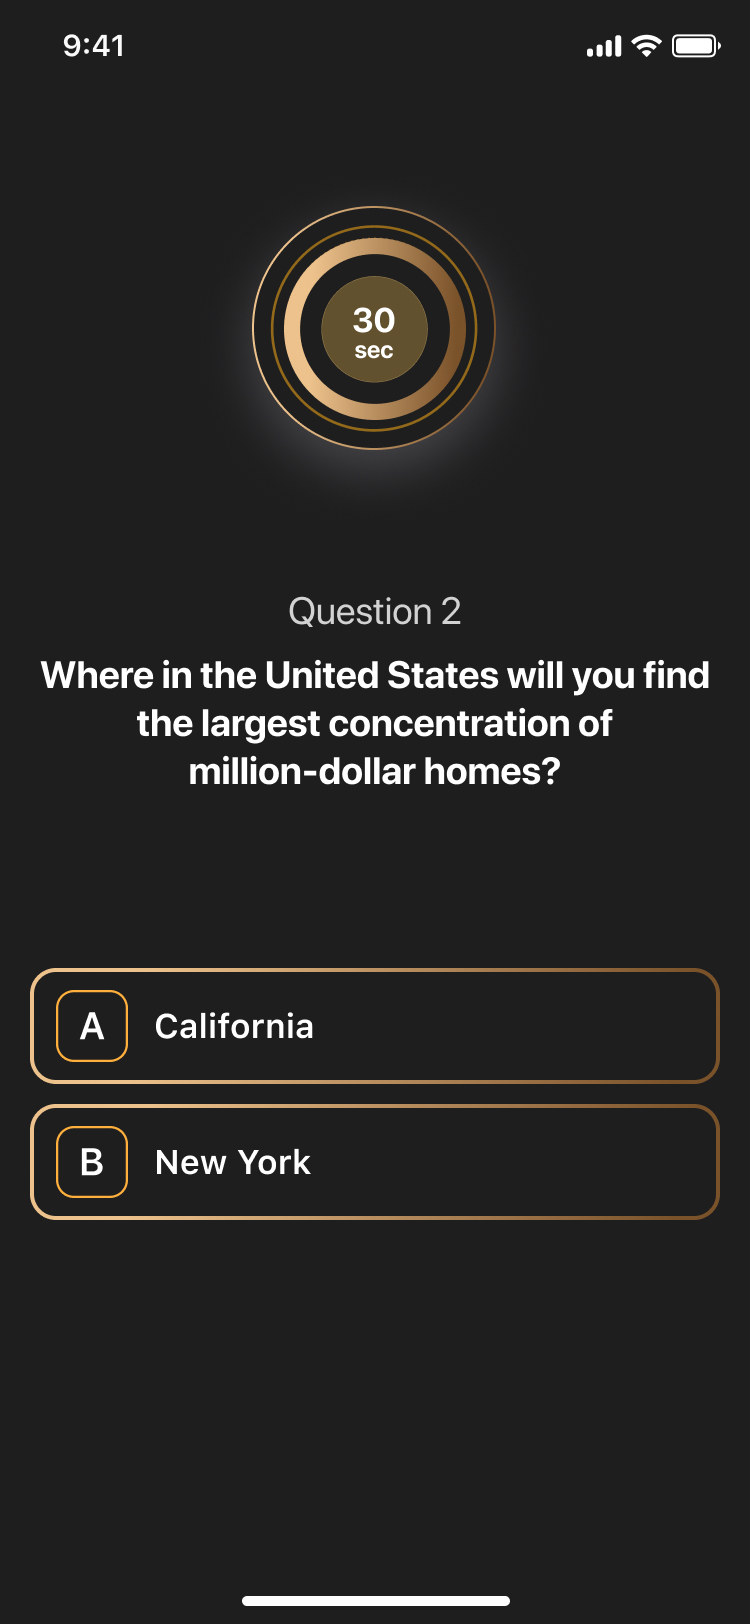 9:41
30
sec
Question 2
Where in the United States will you find
the largest concentration of
million-dollar homes?
A California
B New York